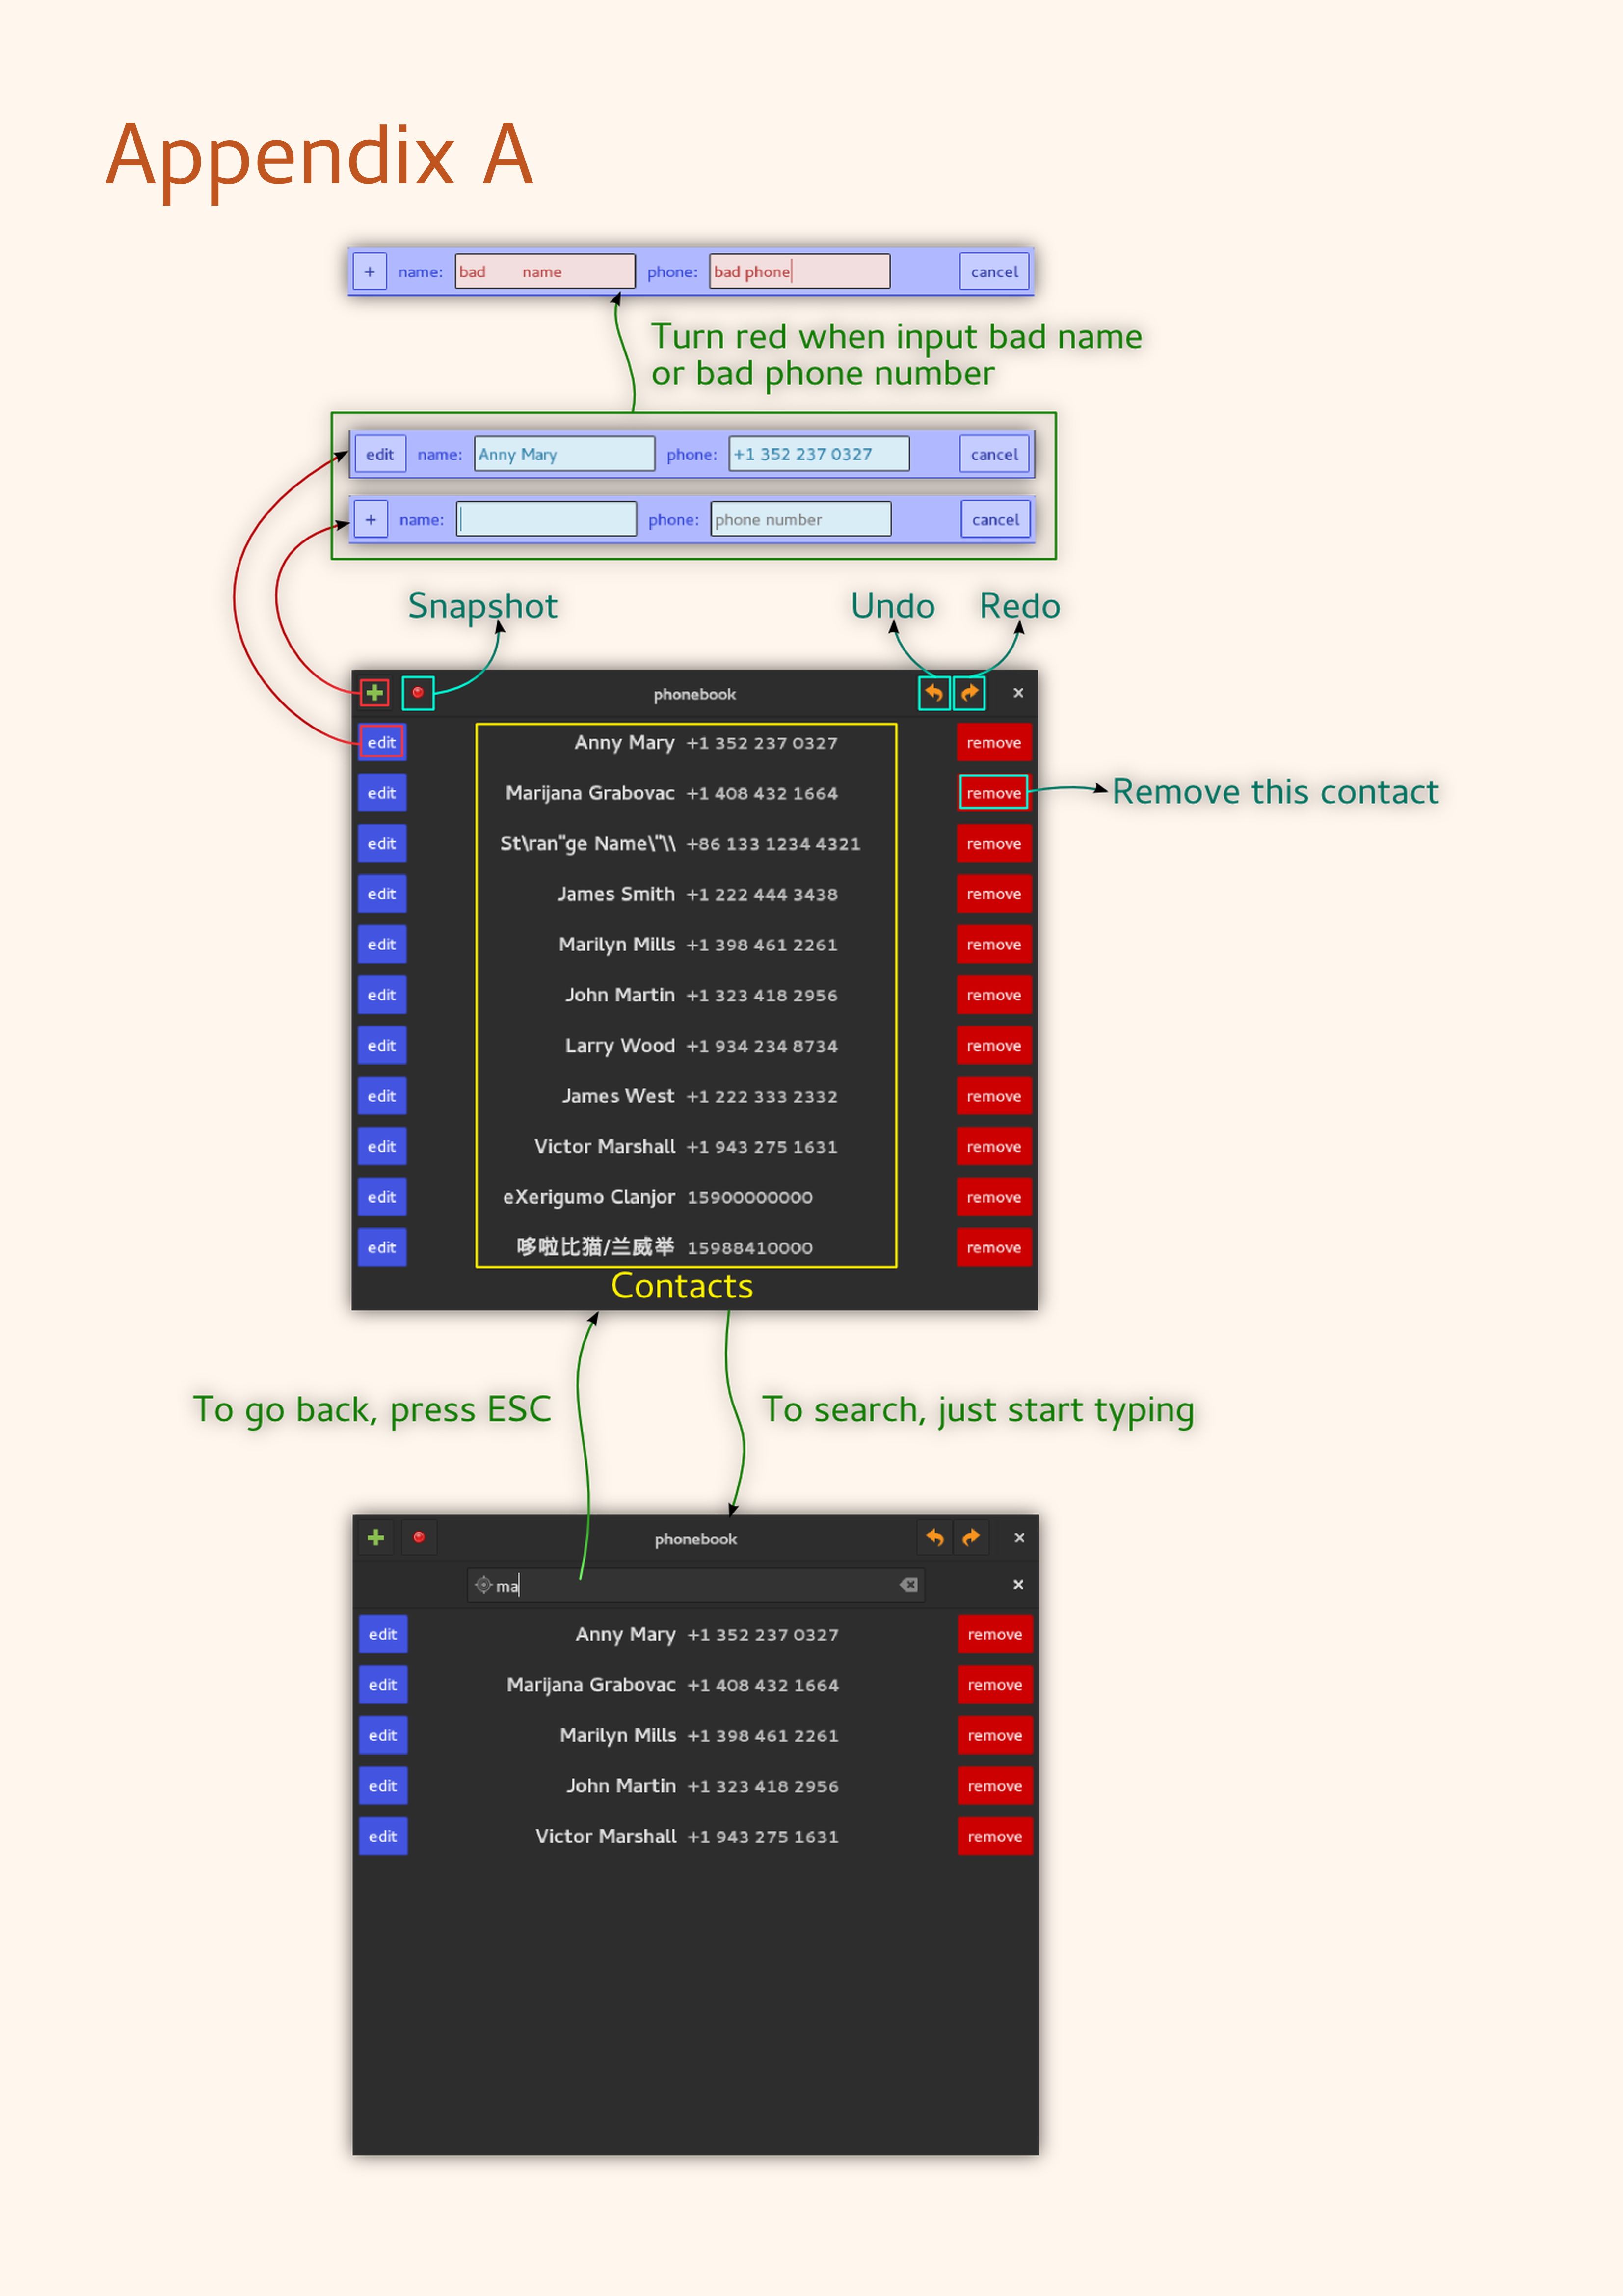 Appendix A
+ name: bad name phone: bad phone cancel
Turn red when input bad name
or bad phone number
edit name: Anny Mary phone: +1 352 237 0327 cancel
+ name: phone: phone number cancel
Snapshot Undo Redo
phonebook ×
edit Anny Mary +1 352 237 0327 remove
edit Marijana Grabovac +1 408 432 1664 remove
Remove this contact
edit St\ran"ge Name\"\\ +86 133 1234 4321 remove
edit James Smith +1 222 444 3438 remove
edit Marilyn Mills +1 398 461 2261 remove
edit John Martin +1 323 418 2956 remove
edit Larry Wood +1 934 234 8734 remove
edit James West +1 222 333 2332 remove
edit Victor Marshall +1 943 275 1631 remove
edit eXerigumo Clanjor 15900000000 remove
edit 哆啦比猫/兰威举 15988410000 remove
Contacts
To go back, press ESC
To search, just start typing
phonebook ×
ma ×
edit Anny Mary +1 352 237 0327 remove
edit Marijana Grabovac +1 408 432 1664 remove
edit Marilyn Mills +1 398 461 2261 remove
edit John Martin +1 323 418 2956 remove
edit Victor Marshall +1 943 275 1631 remove